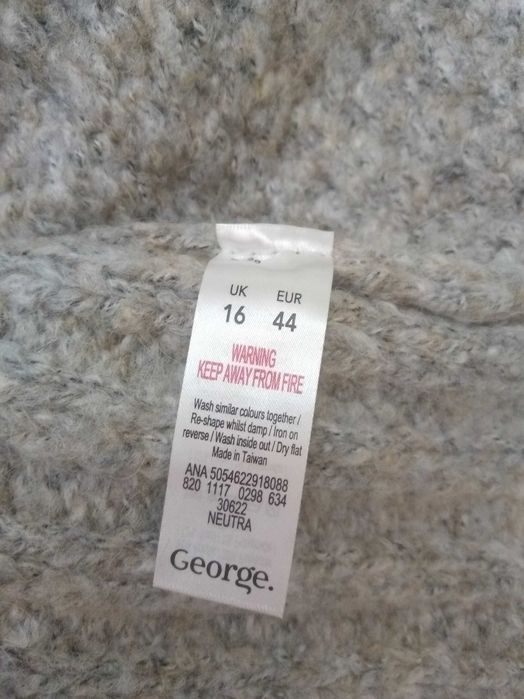 UK EUR
16 44
WARNING
KEEP AWAY FROM FIRE
Wash similar colours together /
Re-shape whilst damp / Iron on
reverse / Wash inside out / Dry flat
Made in Taiwan
ANA 5054622918088
820 1117 0298 634
30622
NEUTRA
George.